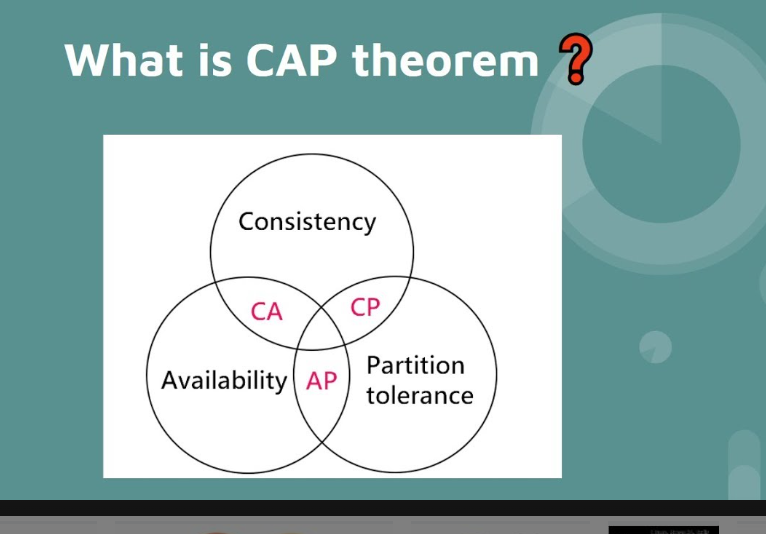 What is CAP theorem ❓
Consistency
CA
CP
Availability
AP
Partition
tolerance